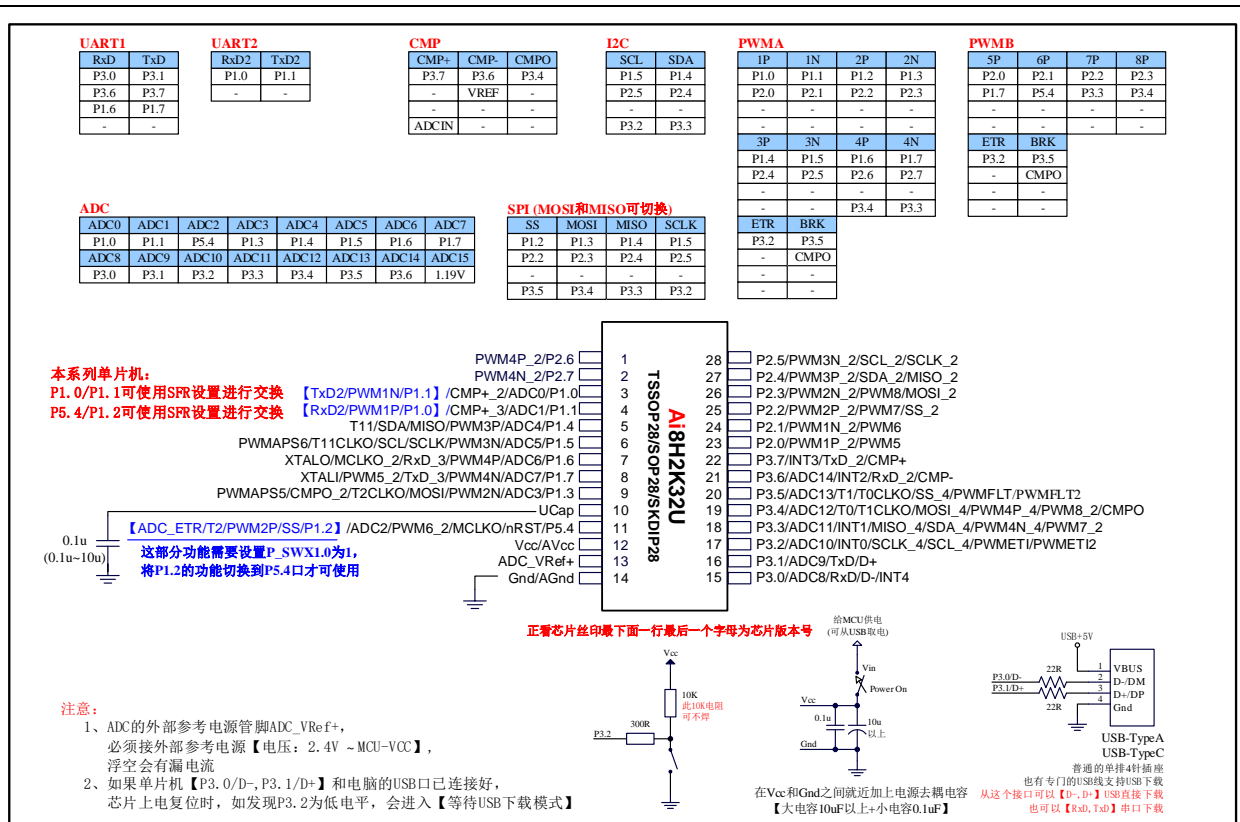 UART1
RxD TxD
P3.0 P3.1
P3.6 P3.7
P1.6 P1.7
- -
UART2
RxD2 TxD2
P1.0 P1.1
- -
CMP
CMP+ CMP- CMPO
P3.7 P3.6 P3.4
- VREF -
- - -
ADCIN - -
I2C
SCL SDA
P1.5 P1.4
P2.5 P2.4
- -
P3.2 P3.3
PWMA
1P 1N 2P 2N
P1.0 P1.1 P1.2 P1.3
P2.0 P2.1 P2.2 P2.3
- - - -
- - - -
3P 3N 4P 4N
P1.4 P1.5 P1.6 P1.7
P2.4 P2.5 P2.6 P2.7
- - - -
- - P3.4 P3.3
ETR BRK
P3.2 P3.5
- CMPO
- -
- -
PWMB
5P 6P 7P 8P
P2.0 P2.1 P2.2 P2.3
P1.7 P5.4 P3.3 P3.4
- - - -
- - - -
ETR BRK
P3.2 P3.5
- CMPO
- -
- -
ADC
ADC0 ADC1 ADC2 ADC3 ADC4 ADC5 ADC6 ADC7
P1.0 P1.1 P5.4 P1.3 P1.4 P1.5 P1.6 P1.7
ADC8 ADC9 ADC10 ADC11 ADC12 ADC13 ADC14 ADC15
P3.0 P3.1 P3.2 P3.3 P3.4 P3.5 P3.6 1.19V
SPI (MOSI和MISO可切换)
SS MOSI MISO SCLK
P1.2 P1.3 P1.4 P1.5
P2.2 P2.3 P2.4 P2.5
- - - -
P3.5 P3.4 P3.3 P3.2
本系列单片机：
P1.0/P1.1可使用SFR设置进行交换
P5.4/P1.2可使用SFR设置进行交换
PWM4P_2/P2.6 1
PWM4N_2/P2.7 2
【TxD2/PWM1N/P1.1】/CMP+_2/ADC0/P1.0 3
【RxD2/PWM1P/P1.0】/CMP+_3/ADC1/P1.1 4
T11/SDA/MISO/PWM3P/ADC4/P1.4 5
PWMAPS6/T11CLKO/SCL/SCLK/PWM3N/ADC5/P1.5 6
XTALO/MCLKO_2/RxD_3/PWM4P/ADC6/P1.6 7
XTALI/PWM5_2/TxD_3/PWM4N/ADC7/P1.7 8
PWMAPS5/CMPO_2/T2CLKO/MOSI/PWM2N/ADC3/P1.3 9
UCap 10
【ADC_ETR/T2/PWM2P/SS/P1.2】/ADC2/PWM6_2/MCLKO/nRST/P5.4 11
Vcc/AVcc 12
ADC_VRef+ 13
Gnd/AGnd 14
0.1u
(0.1u~10u)
这部分功能需要设置P_SWX1.0为1，
将P1.2的功能切换到P5.4口才可使用
Ai8H2K32U
TSSOP28/SOP28/SKDIP28
28 P2.5/PWM3N_2/SCL_2/SCLK_2
27 P2.4/PWM3P_2/SDA_2/MISO_2
26 P2.3/PWM2N_2/PWM8/MOSI_2
25 P2.2/PWM2P_2/PWM7/SS_2
24 P2.1/PWM1N_2/PWM6
23 P2.0/PWM1P_2/PWM5
22 P3.7/INT3/TxD_2/CMP+
21 P3.6/ADC14/INT2/RxD_2/CMP-
20 P3.5/ADC13/T1/T0CLKO/SS_4/PWMFLT/PWMFLT2
19 P3.4/ADC12/T0/T1CLKO/MOSI_4/PWM4P_4/PWM8_2/CMPO
18 P3.3/ADC11/INT1/MISO_4/SDA_4/PWM4N_4/PWM7_2
17 P3.2/ADC10/INT0/SCLK_4/SCL_4/PWMETI/PWMETI2
16 P3.1/ADC9/TxD/D+
15 P3.0/ADC8/RxD/D-/INT4
正看芯片丝印最下面一行最后一个字母为芯片版本号
Vcc
10K
此10K电阻
可不焊
300R
P3.2
给MCU供电
(可从USB取电)
Vin
Power On
Vcc
0.1u
10u
以上
Gnd
在Vcc和Gnd之间就近加上电源去耦电容
【大电容10uF以上+小电容0.1uF】
USB+5V
22R
P3.0/D-
P3.1/D+
22R
1 VBUS
2 D-/DM
3 D+/DP
4 Gnd
USB-TypeA
USB-TypeC
普通的单排4针插座
也有专门的USB线支持USB下载
从这个接口可以【D-,D+】USB直接下载
也可以【RxD,TxD】串口下载
注意：
1、ADC的外部参考电源管脚ADC_VRef+，
必须接外部参考电源【电压：2.4V ~ MCU-VCC】,
浮空会有漏电流
2、如果单片机【P3.0/D-,P3.1/D+】和电脑的USB口已连接好，
芯片上电复位时，如发现P3.2为低电平，会进入【等待USB下载模式】